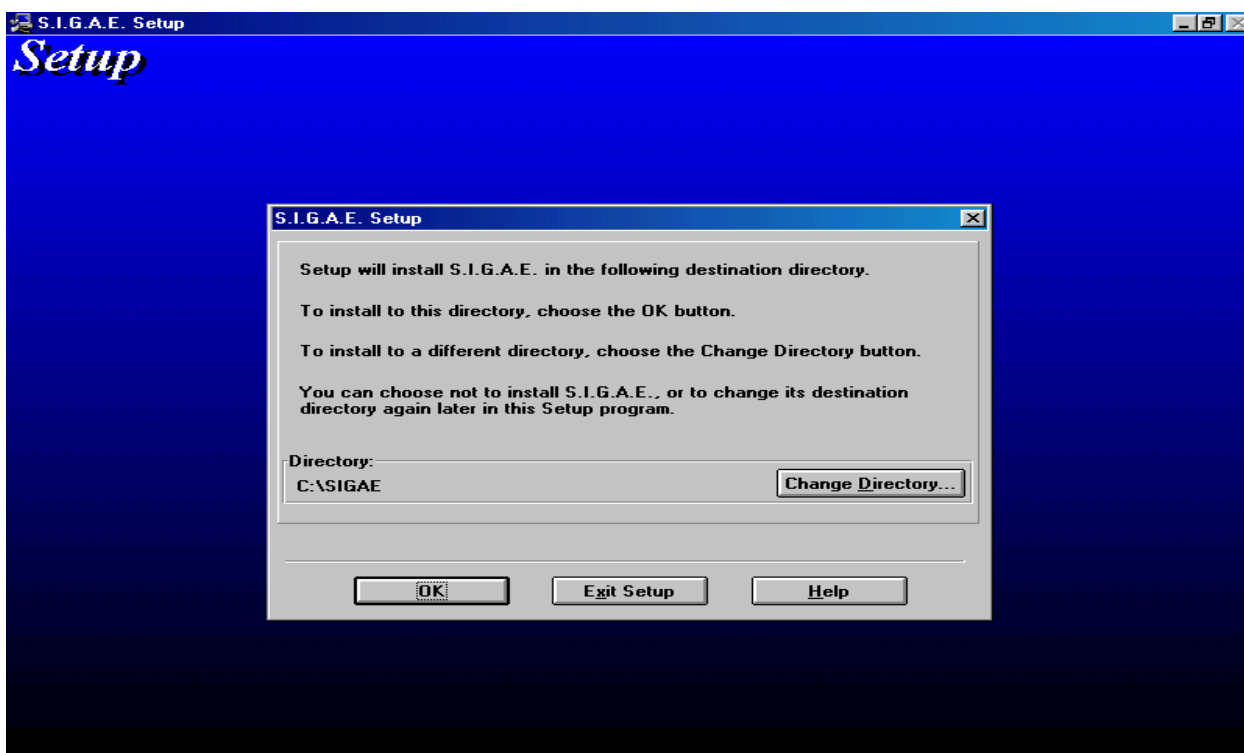 S.I.G.A.E. Setup
Setup
S.I.G.A.E. Setup
Setup will install S.I.G.A.E. in the following destination directory.
To install to this directory, choose the OK button.
To install to a different directory, choose the Change Directory button.
You can choose not to install S.I.G.A.E., or to change its destination
directory again later in this Setup program.
Directory:
C:\SIGAE
Change Directory...
OK
Exit Setup
Help